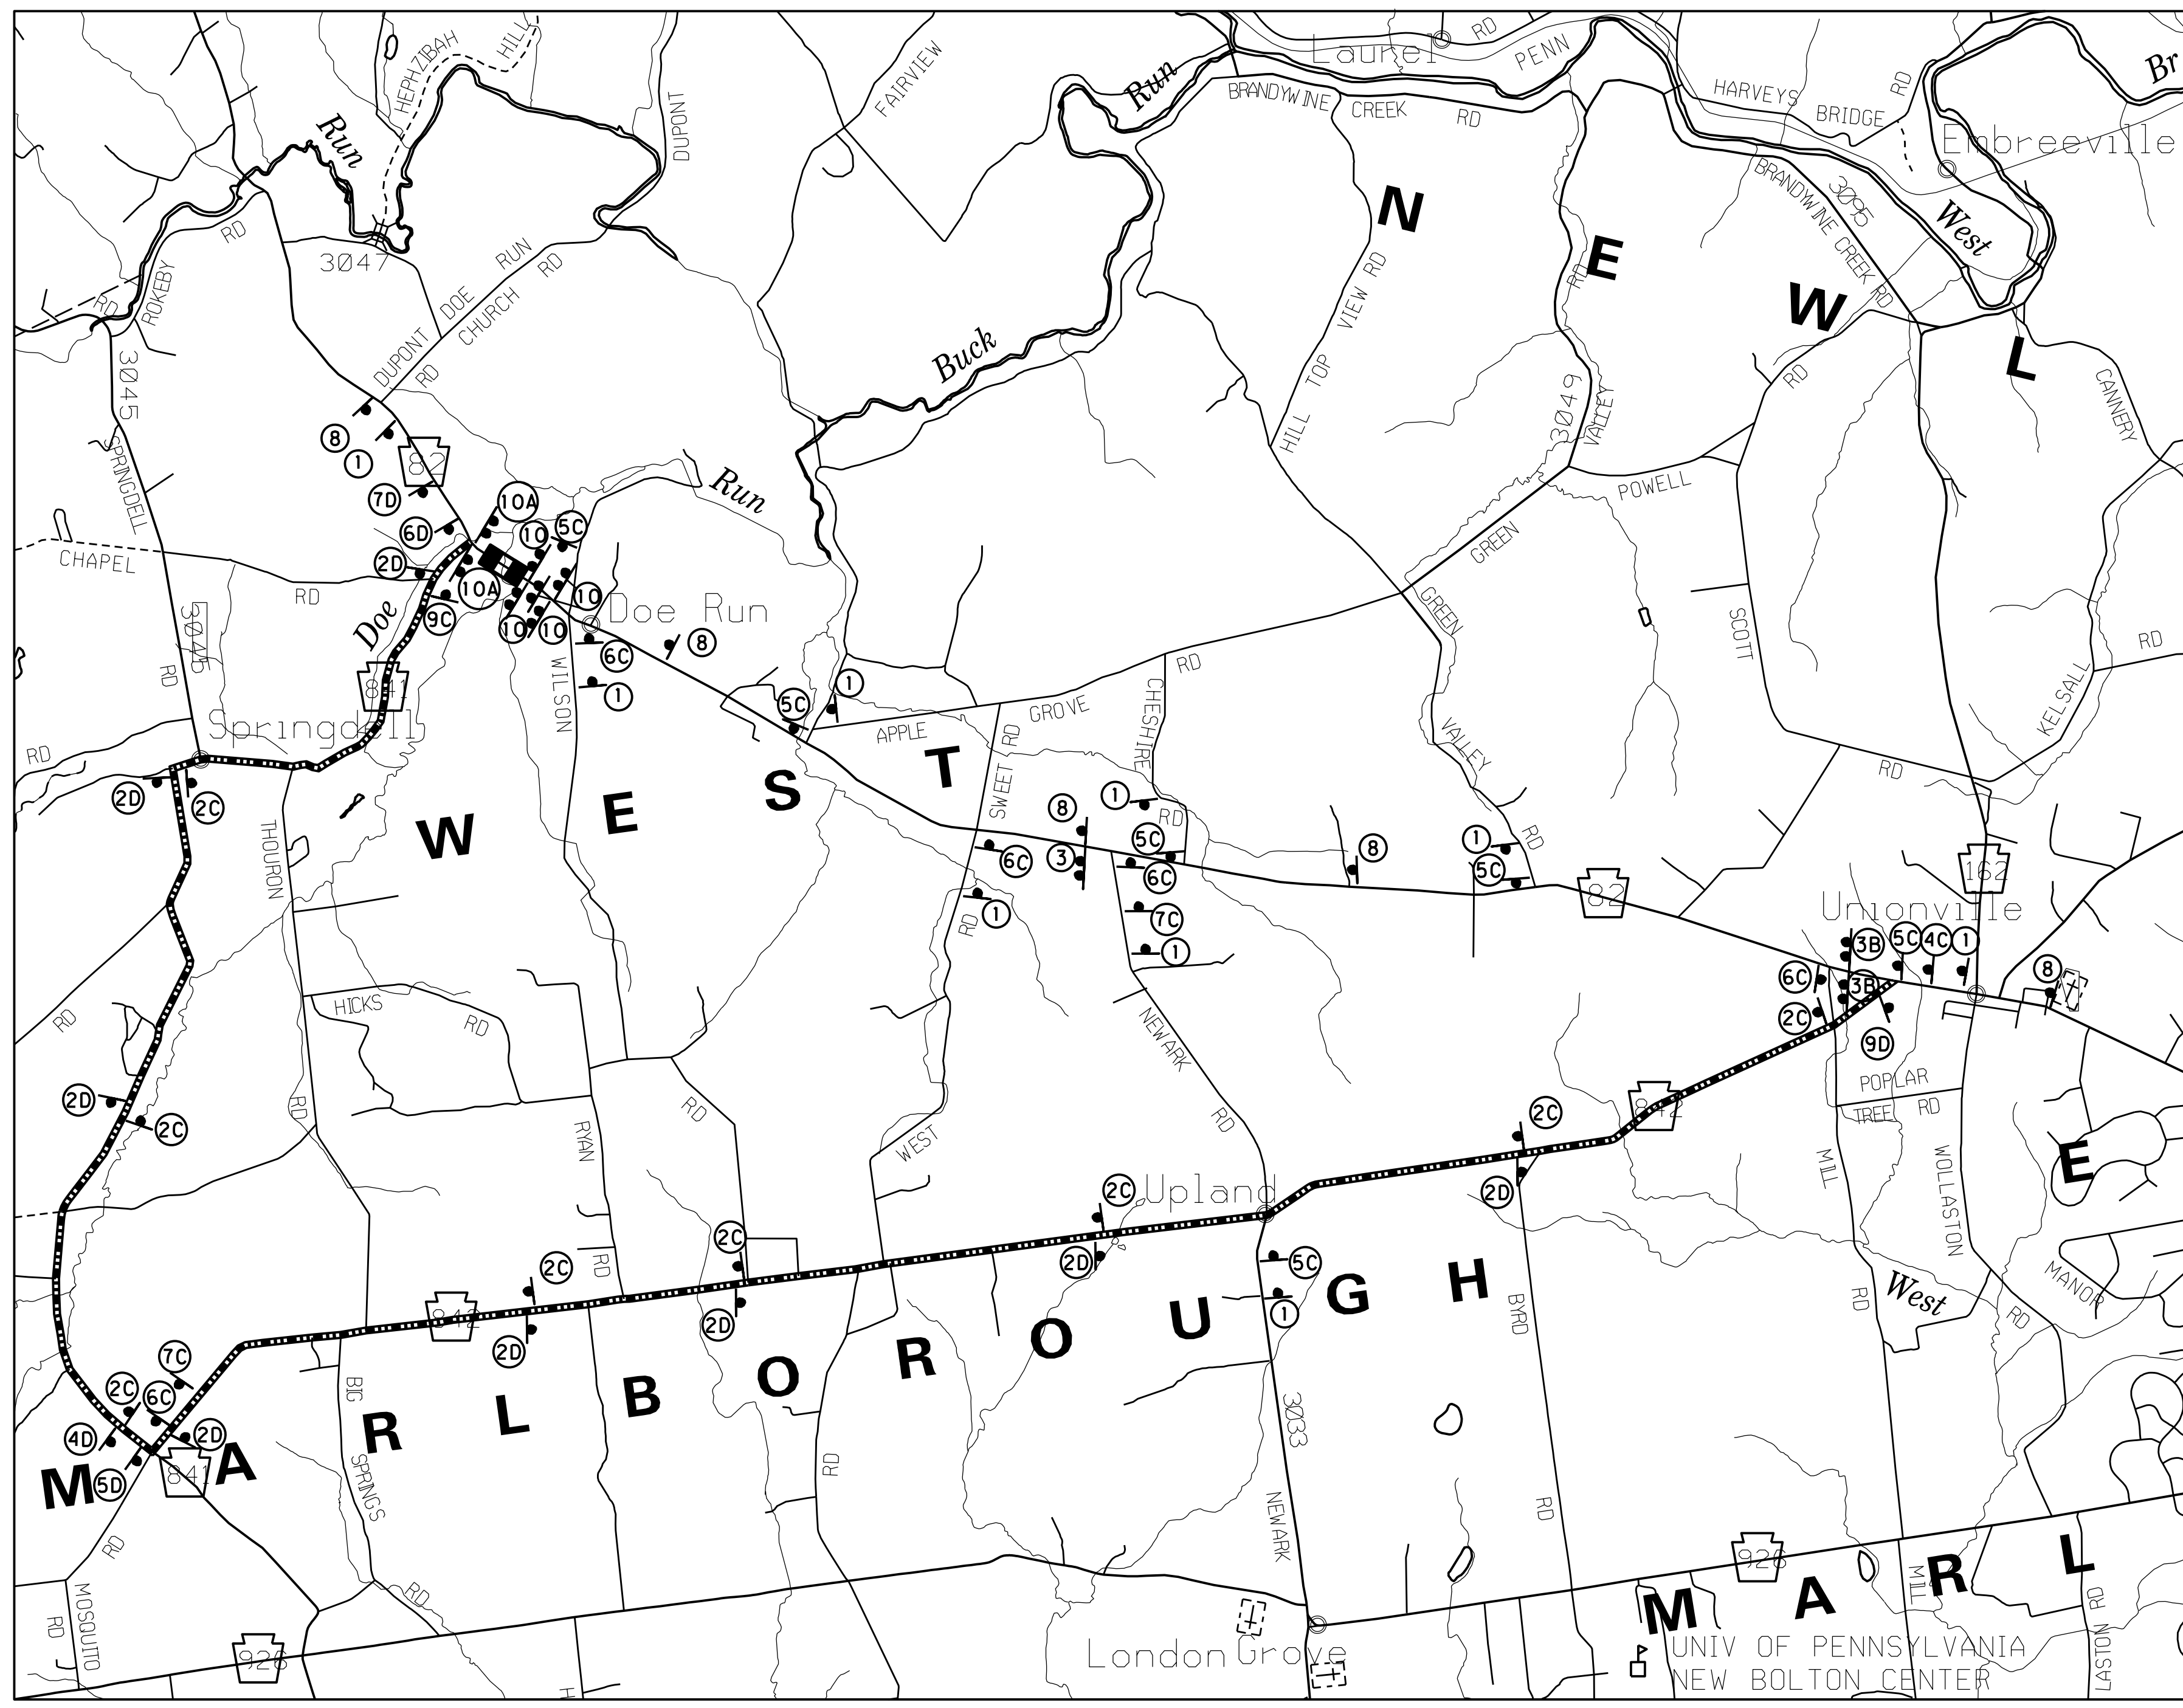 Laurel
RD
PENN
HEPHZIBAH
HILL
FAIRVIEW
Run
Br
BRANDYWINE
CREEK
RD
HARVEYS
BRIDGE
RD
Embreeville
DUPONT
Run
N
BRANDYWINE CREEK RD
3095
West
RD
3047
RUN
RD
DOE
CHURCH
DUPONT
RD
ROKEBY
RD
VIEW RD
HILL TOP
RD
E
W
L
Buck
3045
SPRINGDELL
3049
VALLEY
RD
CANNERY
8
1
82
7D
6D
2D
10A
10
5C
Run
POWELL
GREEN
CHAPEL
RD
10A
10
9C
10
10
Doe Run
Doe
3045
RD
841
6C
8
1
WILSON
GREEN
SCOTT
RD
Springdell
RD
5C
1
APPLE
GROVE
RD
CHESHIRE
SWEET RD
VALLEY
KELSALL
RD
2D
2C
W
E
S
T
8
1
RD
5C
3
6C
6C
7C
1
1
RD
8
1
5C
RD
82
162
Unionville
THOURON
3B
5C
4C
1
6C
3B
8
2C
9D
RD
HICKS
RD
NEWARK
RD
2D
2C
RD
RYAN
RD
WEST
2C
842
POPLAR
TREE
RD
MILL
WOLLASTON
E
Upland
2C
2D
2C
2D
2C
RD
2D
5C
1
842
2D
BYRD
RD
West
MANOR
RD
7C
2C
6C
2D
4D
5D
841
BIG
SPRINGS
RD
M
A
R
L
B
O
R
O
U
G
H
RD
3033
NEWARK
RD
RD
MOSQUITO
RD
926
H
London Grove
926
M
A
R
L
MILL
LASTON RD
UNIV OF PENNSYLVANIA
NEW BOLTON CENTER